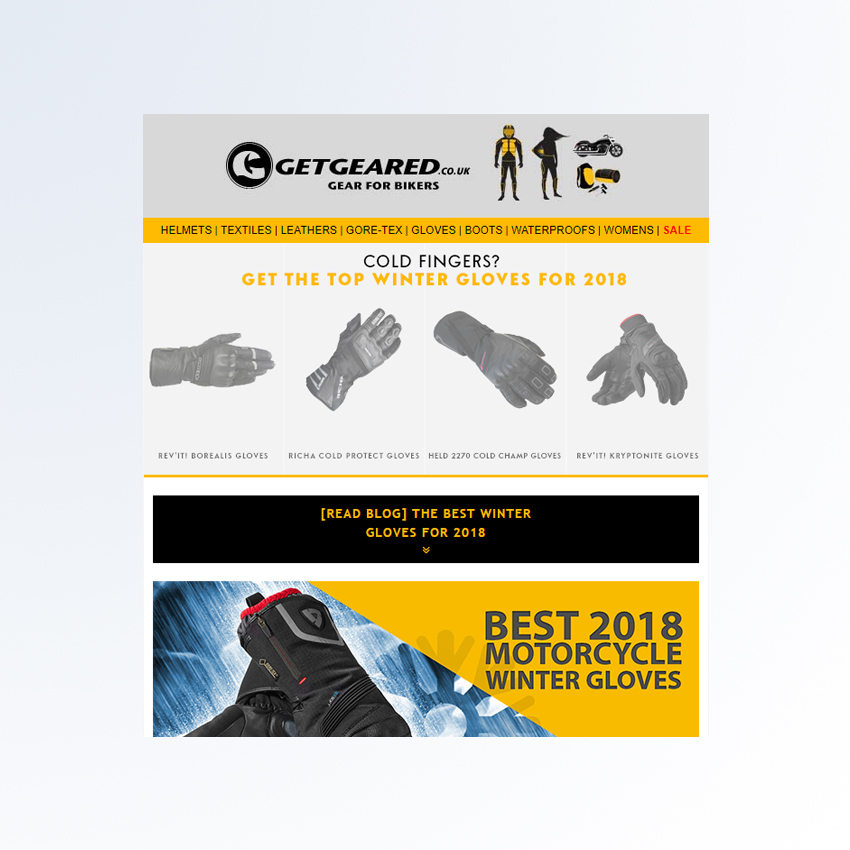 GETGEARED.CO.UK
GEAR FOR BIKERS
HELMETS | TEXTILES | LEATHERS | GORE-TEX | GLOVES | BOOTS | WATERPROOFS | WOMENS | SALE
COLD FINGERS?
GET THE TOP WINTER GLOVES FOR 2018
REV'IT! BOREALIS GLOVES
RICHA COLD PROTECT GLOVES
HELD 2270 COLD CHAMP GLOVES
REV'IT! KRYPTONITE GLOVES
[READ BLOG] THE BEST WINTER
GLOVES FOR 2018
BEST 2018
MOTORCYCLE
WINTER GLOVES